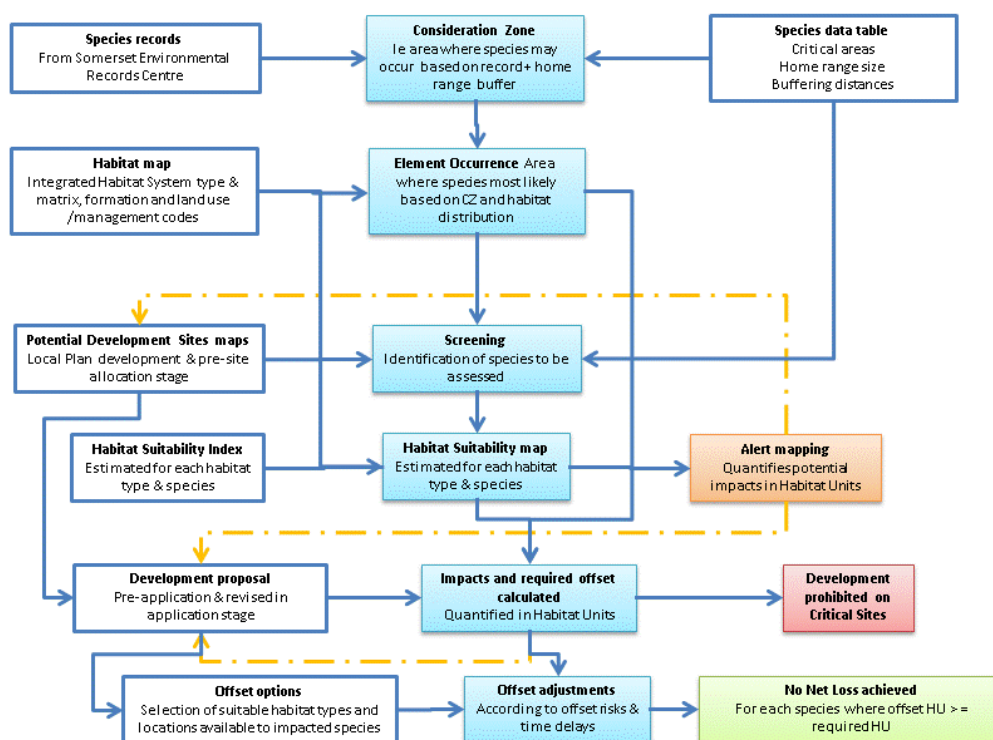 Species records
From Somerset Environmental
Records Centre
Consideration Zone
Ie area where species may
occur based on record+ home
range buffer
Species data table
Critical areas
Home range size
Buffering distances
Habitat map
Integrated Habitat System type &
matrix, formation and land use
/management codes
Element Occurrence Area
where species most likely
based on CZ and habitat
distribution
Potential Development Sites maps
Local Plan development & pre-site
allocation stage
Screening
Identification of species to be
assessed
Habitat Suitability Index
Estimated for each habitat
type & species
Habitat Suitability map
Estimated for each habitat
type & species
Alert mapping
Quantifies potential
impacts in Habitat Units
Development proposal
Pre-application & revised in
application stage
Impacts and required offset
calculated
Quantified in Habitat Units
Development
prohibited on
Critical Sites
Offset options
Selection of suitable habitat types and
locations available to impacted species
Offset adjustments
According to offset risks &
time delays
No Net Loss achieved
For each species where offset HU >=
required HU